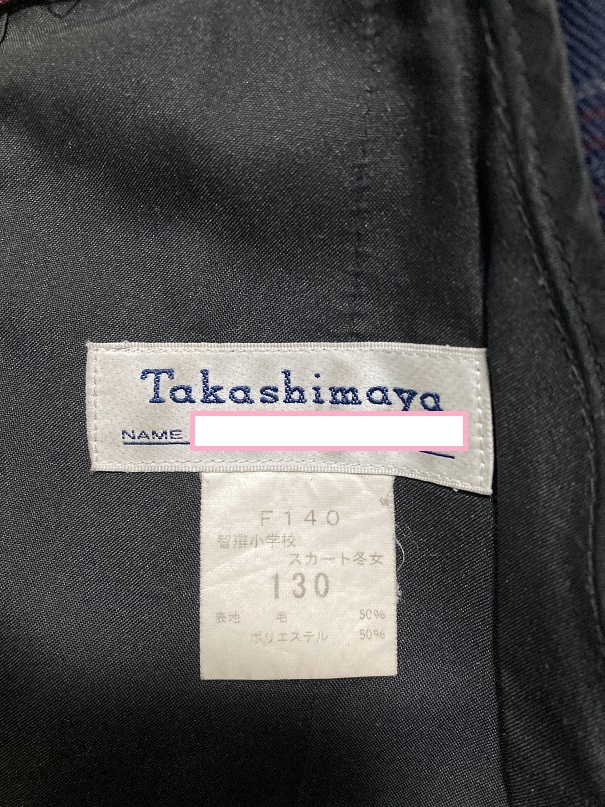 Takashimaya
NAME
F140
智辯小学校
スカート冬女
130
表地 毛 50%
ポリエステル 50%